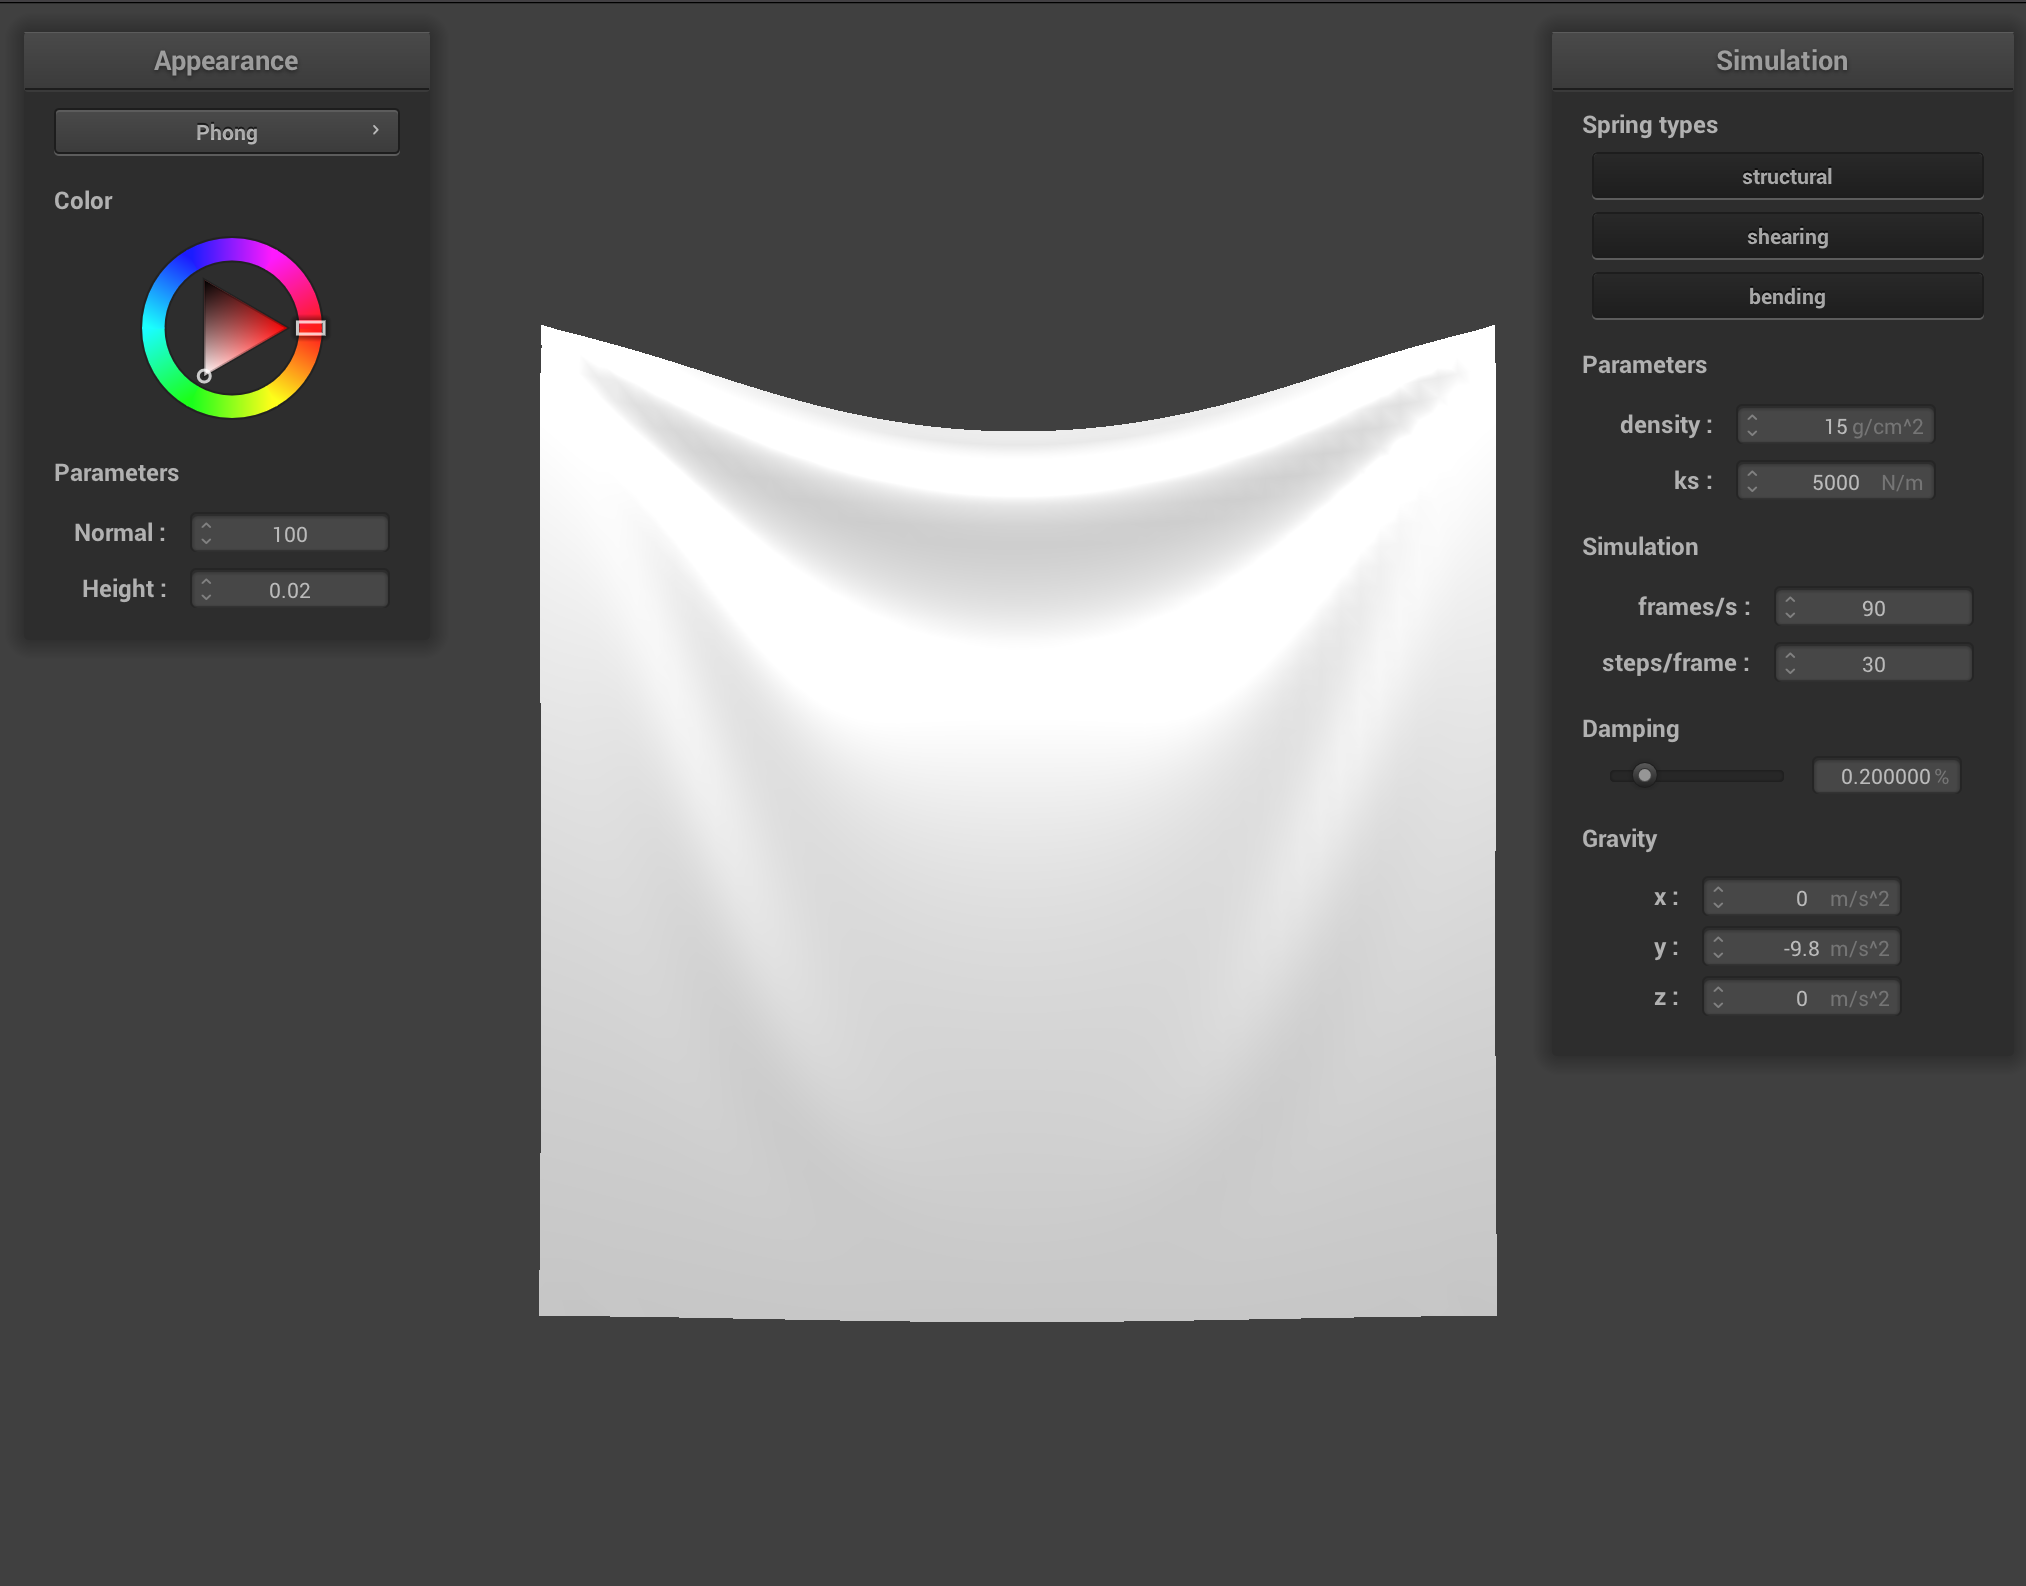 Appearance
Phong
Color
Parameters
Normal : 100
Height : 0.02
Simulation
Spring types
structural
shearing
bending
Parameters
density : 15 g/cm^2
ks : 5000 N/m
Simulation
frames/s : 90
steps/frame : 30
Damping
0.200000 %
Gravity
x : 0 m/s^2
y : -9.8 m/s^2
z : 0 m/s^2